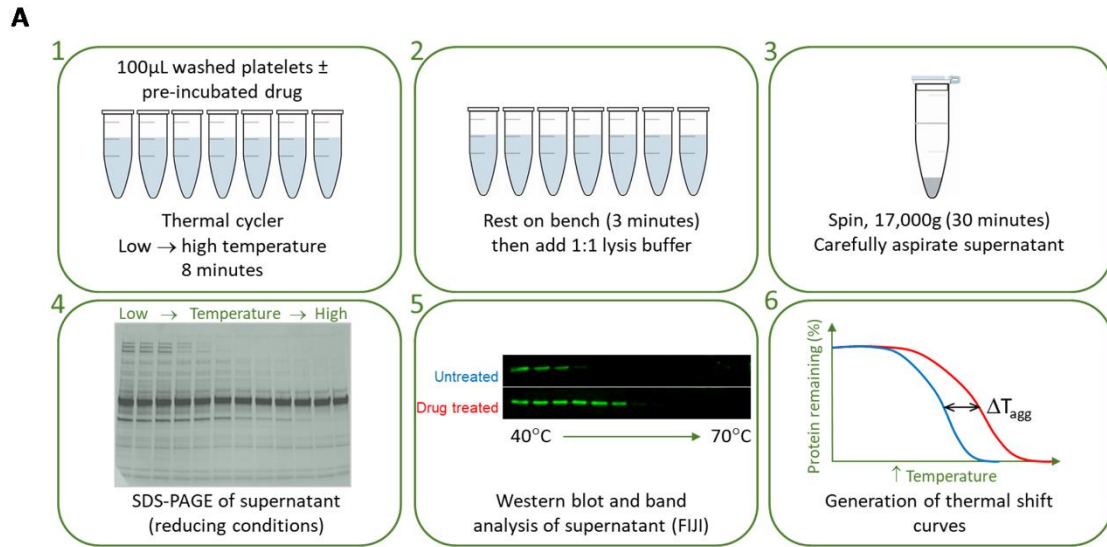 A
1
100µL washed platelets ±
pre-incubated drug
Thermal cycler
Low → high temperature
8 minutes
2
Rest on bench (3 minutes)
then add 1:1 lysis buffer
3
Spin, 17,000g (30 minutes)
Carefully aspirate supernatant
4
Low → Temperature → High
SDS-PAGE of supernatant
(reducing conditions)
5
Untreated
Drug treated
40°C 70°C
Western blot and band
analysis of supernatant (FIJI)
6
Protein remaining (%)
ΔTagg
↑ Temperature
Generation of thermal shift
curves